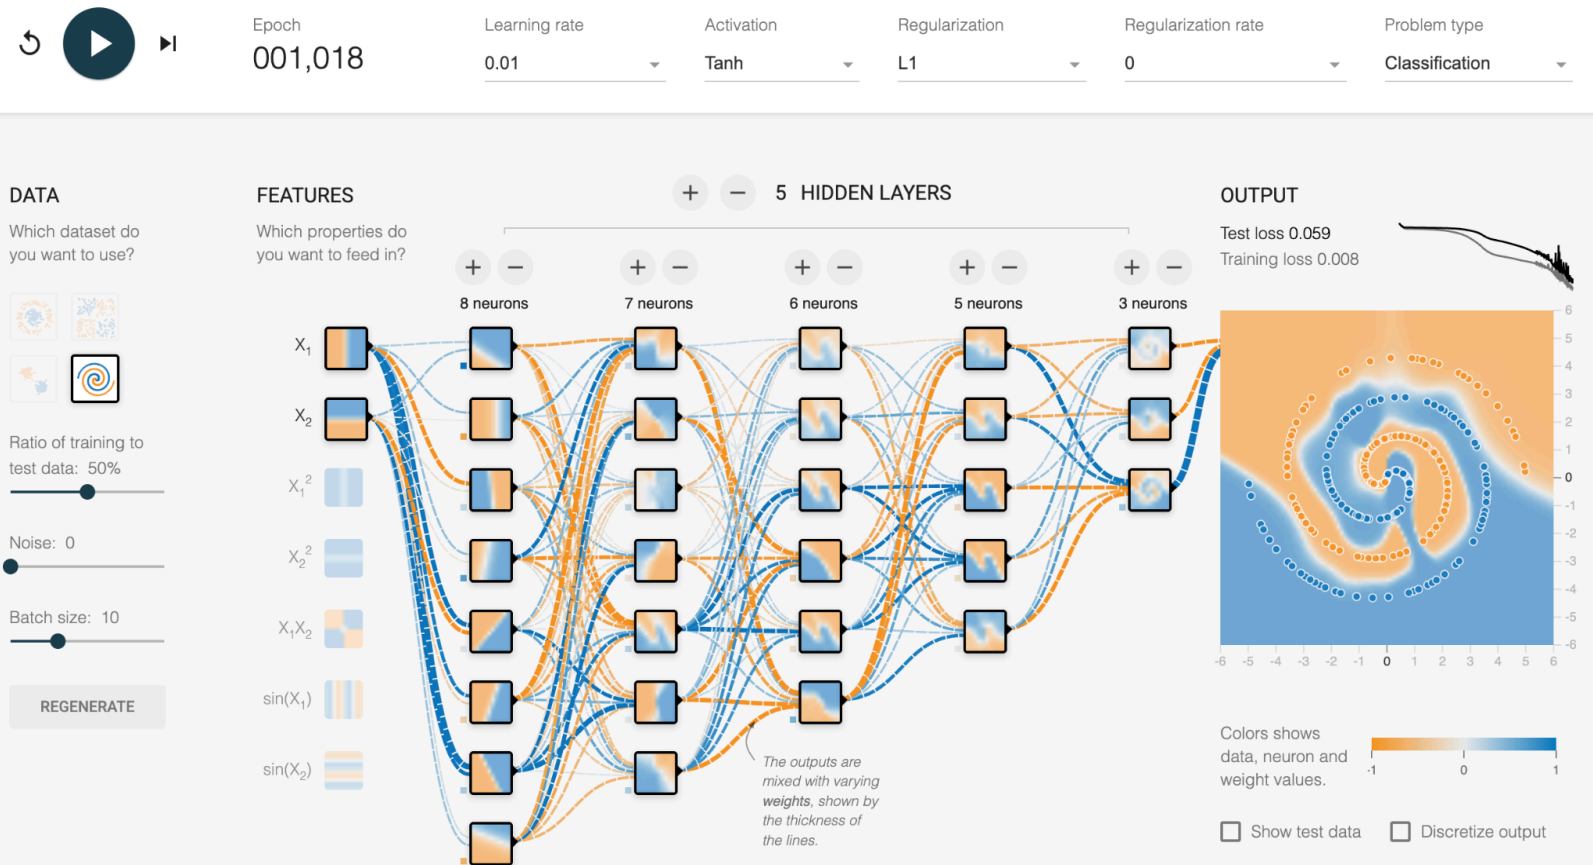 Epoch
001,018
Learning rate
0.01
Activation
Tanh
Regularization
L1
Regularization rate
0
Problem type
Classification
DATA
Which dataset do
you want to use?
Ratio of training to
test data: 50%
Noise: 0
Batch size: 10
REGENERATE
FEATURES
Which properties do
you want to feed in?
X₁
X₂
X₁²
X₂²
X₁X₂
sin(X₁)
sin(X₂)
+ − 5 HIDDEN LAYERS
+ − + − + − + − + −
8 neurons 7 neurons 6 neurons 5 neurons 3 neurons
The outputs are
mixed with varying
weights, shown by
the thickness of
the lines.
OUTPUT
Test loss 0.059
Training loss 0.008
6
5
4
3
2
1
0
-1
-2
-3
-4
-5
-6
-6 -5 -4 -3 -2 -1 0 1 2 3 4 5 6
Colors shows
data, neuron and
weight values.
-1 0 1
Show test data
Discretize output